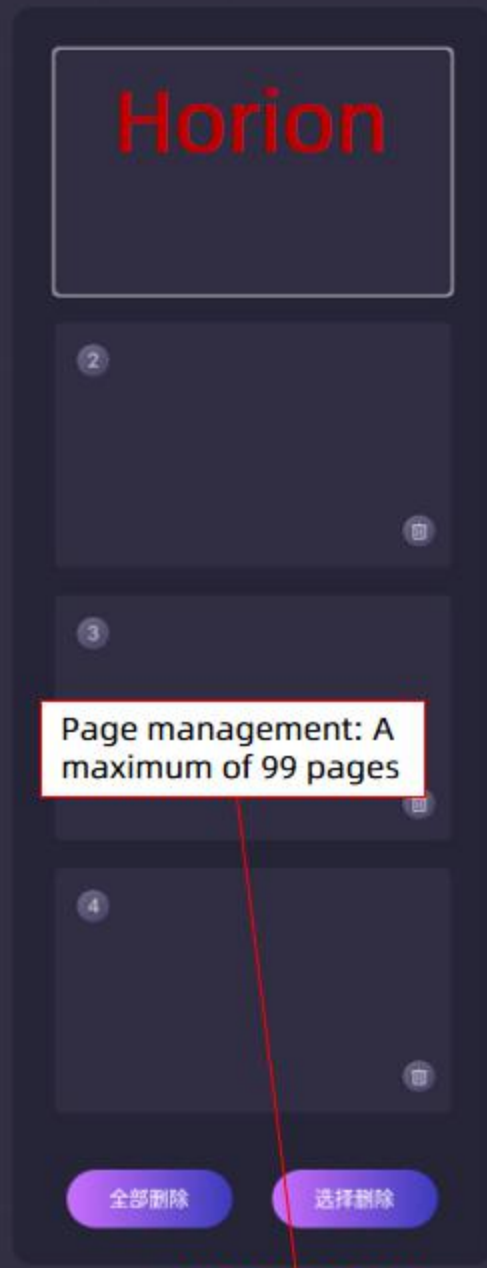 Horion
2
3
Page management: A
maximum of 99 pages
4
全部删除
选择删除